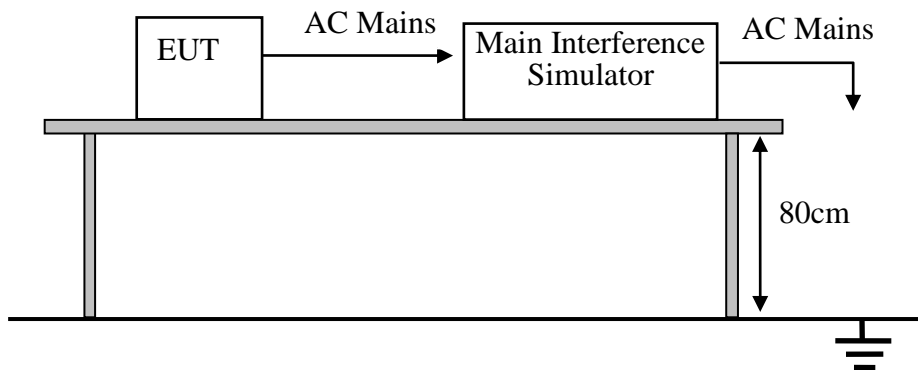 EUT
AC Mains
Main Interference
Simulator
AC Mains
80cm